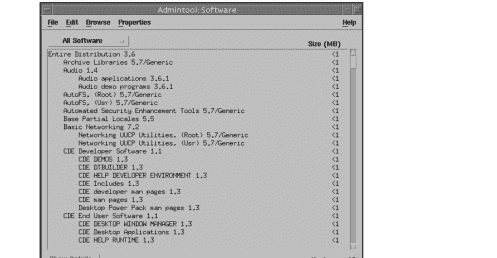 Admintool: Software
File Edit Browse Properties Help
All Software Size (MB)
Entire Distribution 3.6 <1
Archive Libraries 5.7/Generic <1
Audio 1.4 <1
Audio applications 3.6.1 <1
Audio demo programs 3.6.1 <1
AutoFS, (Root) 5.7/Generic <1
AutoFS, (Usr) 5.7/Generic <1
Automated Security Enhancement Tools 5.7/Generic <1
Base Partial Locales 5.5 <1
Basic Networking 7.2 <1
Networking UUCP Utilities, (Root) 5.7/Generic <1
Networking UUCP Utilities, (Usr) 5.7/Generic <1
CDE Developer Software 1.1 <1
CDE DEMOS 1.3 <1
CDE DTBUILDER 1.3 <1
CDE HELP DEVELOPER ENVIRONMENT 1.3 <1
CDE Includes 1.3 <1
CDE developer man pages 1.3 <1
CDE man pages 1.3 <1
Desktop Power Pack man pages 1.3 <1
CDE End User Software 1.1 <1
CDE DESKTOP WINDOW MANAGER 1.3 <1
CDE Desktop Applications 1.3 <1
CDE HELP RUNTIME 1.3 <1